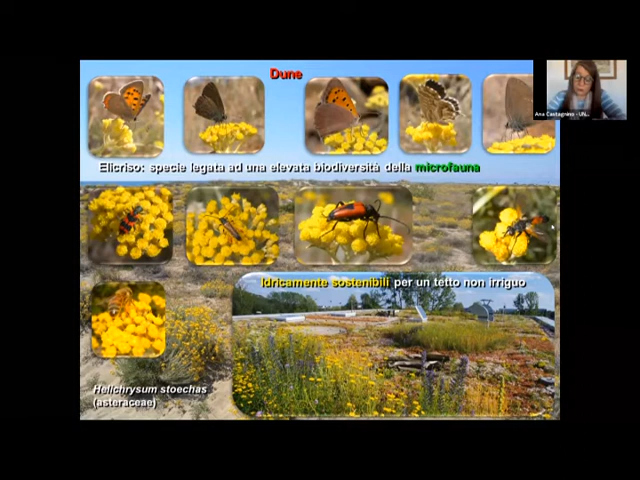 Dune
Ana Castagnino - UN...
Elicriso: specie legata ad una elevata biodiversità della microfauna
Idricamente sostenibili per un tetto non irriguo
Helichrysum stoechas
(asteraceae)